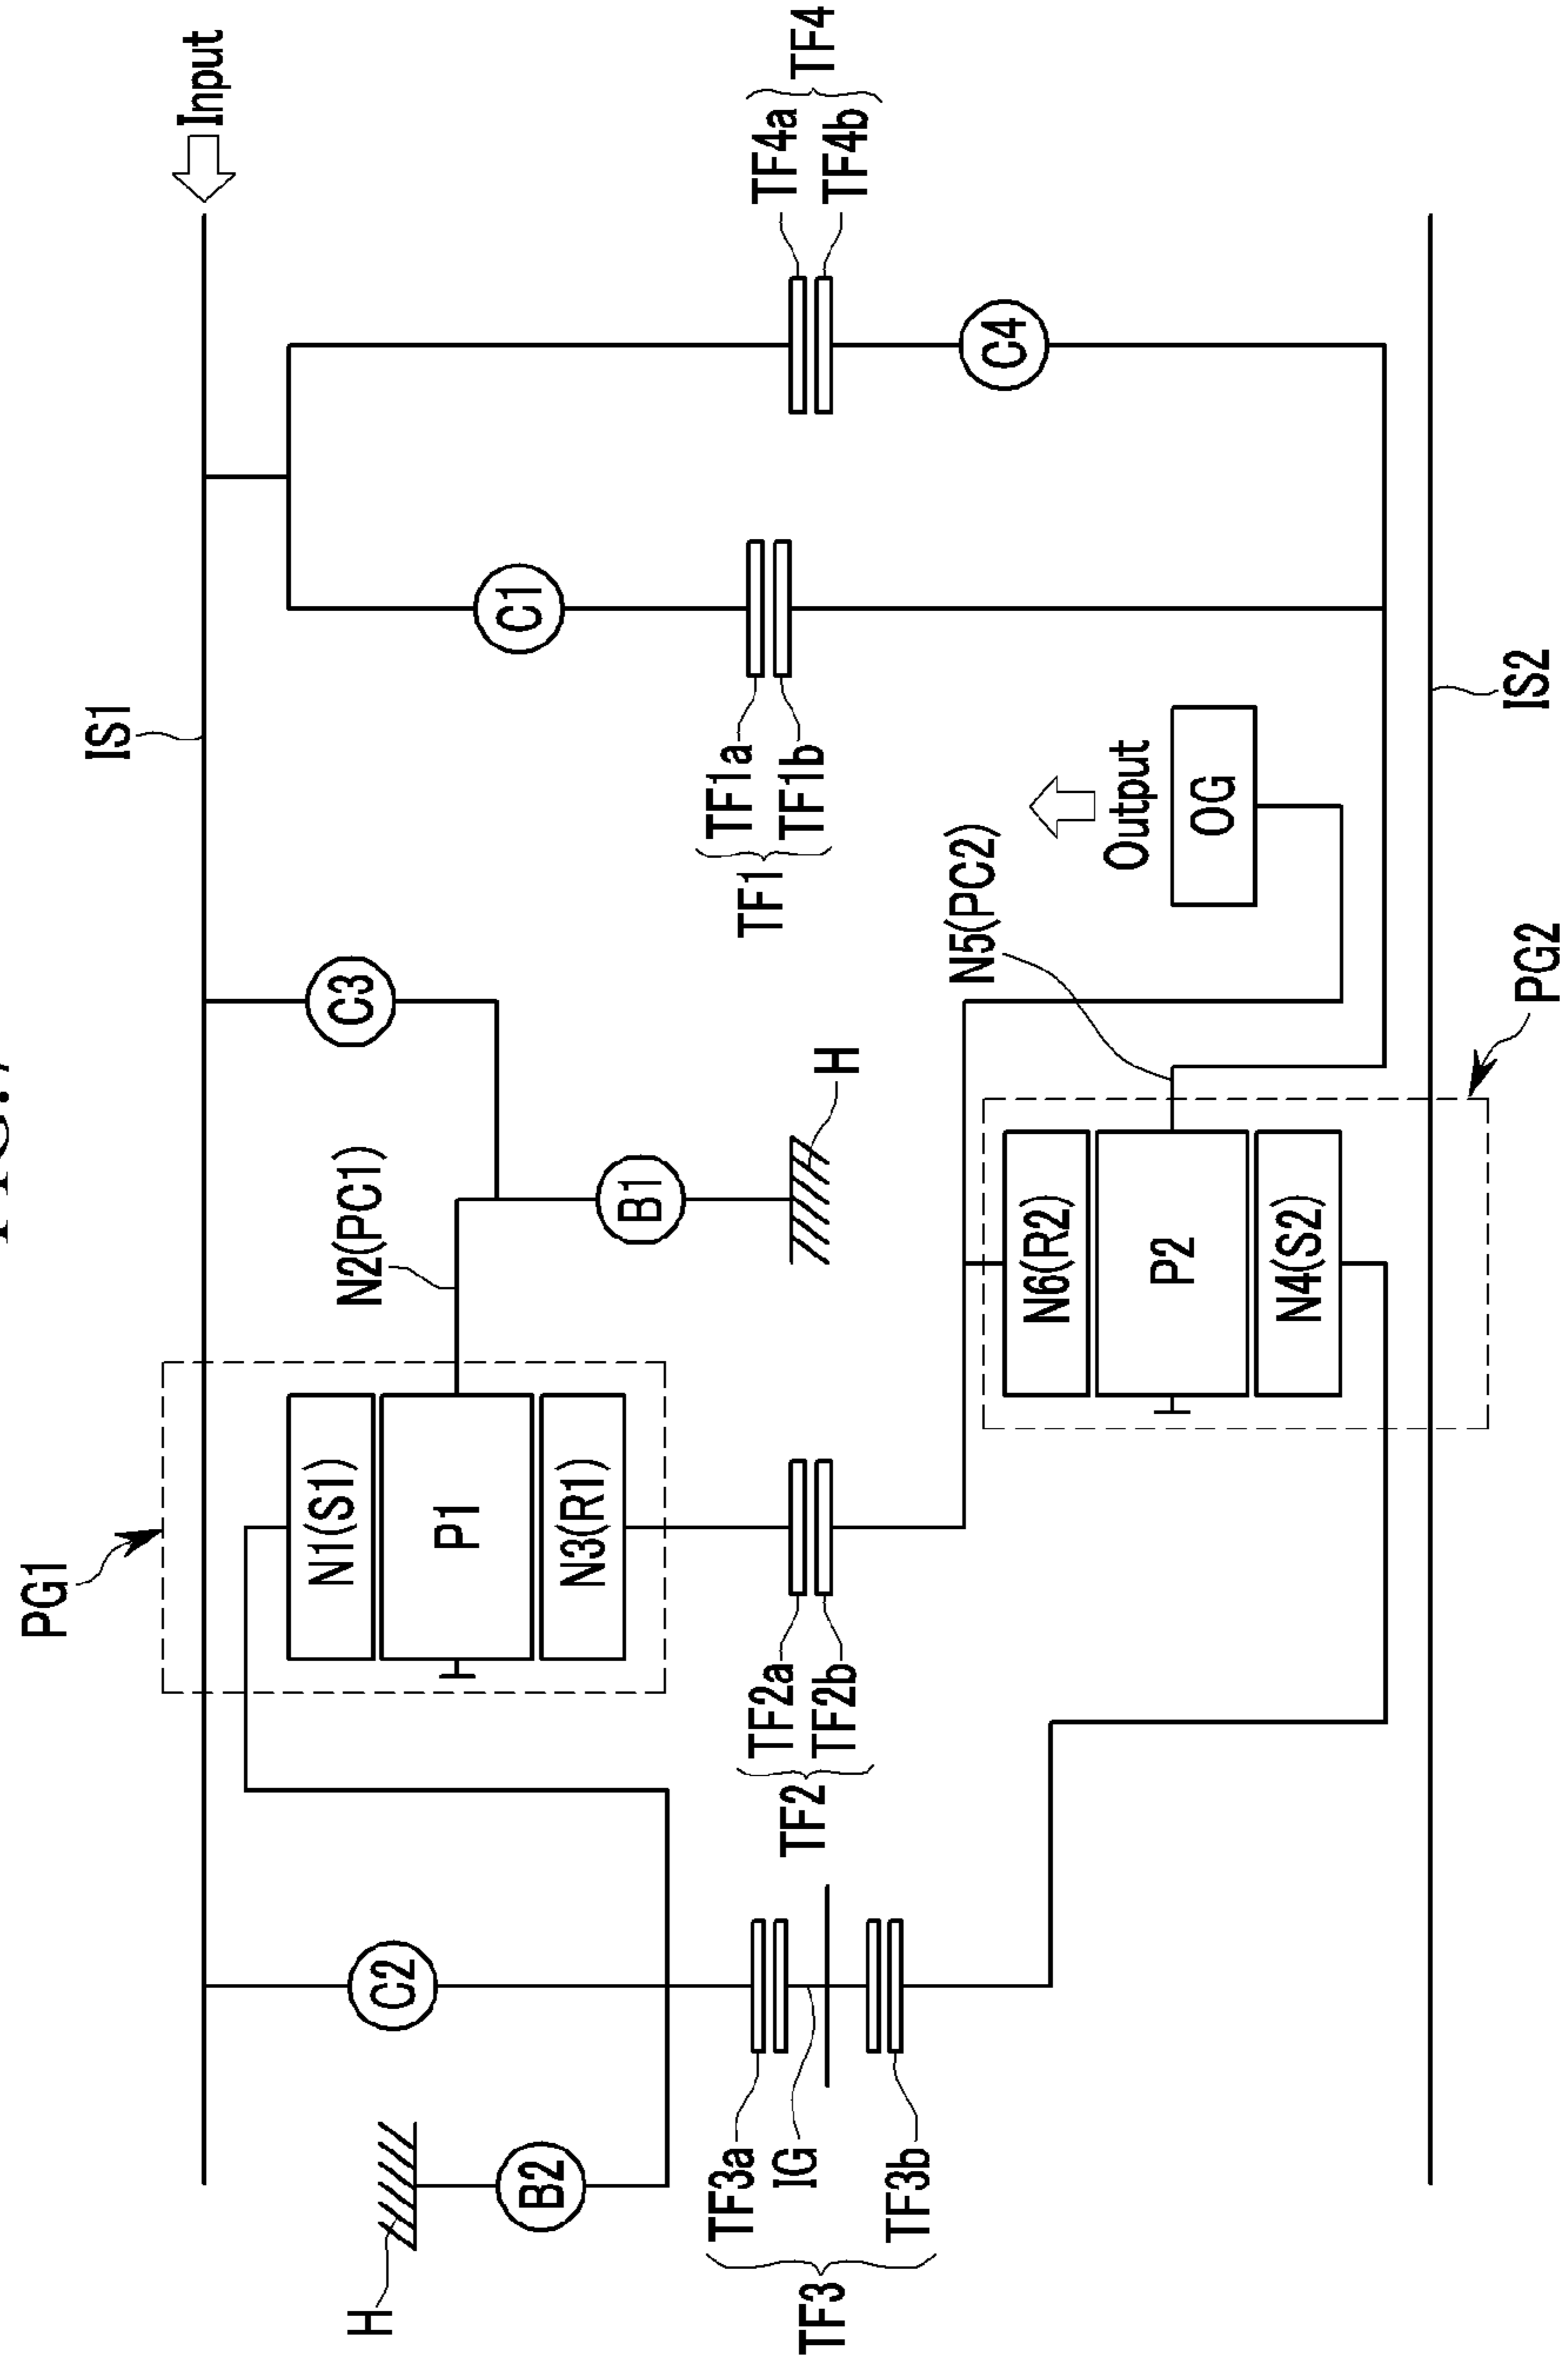 PG1
IS1
Input
N1(S1)
N2(PC1)
C3
H
C2
P1
C1
B2
N3(R1)
B1
TF3a
IG
TF3b
TF3
TF2a
TF2b
TF2
H
TF1a
TF1b
TF1
TF4a
TF4b
TF4
N5(PC2)
C4
N6(R2)
Output
P2
OG
N4(S2)
IS2
PG2